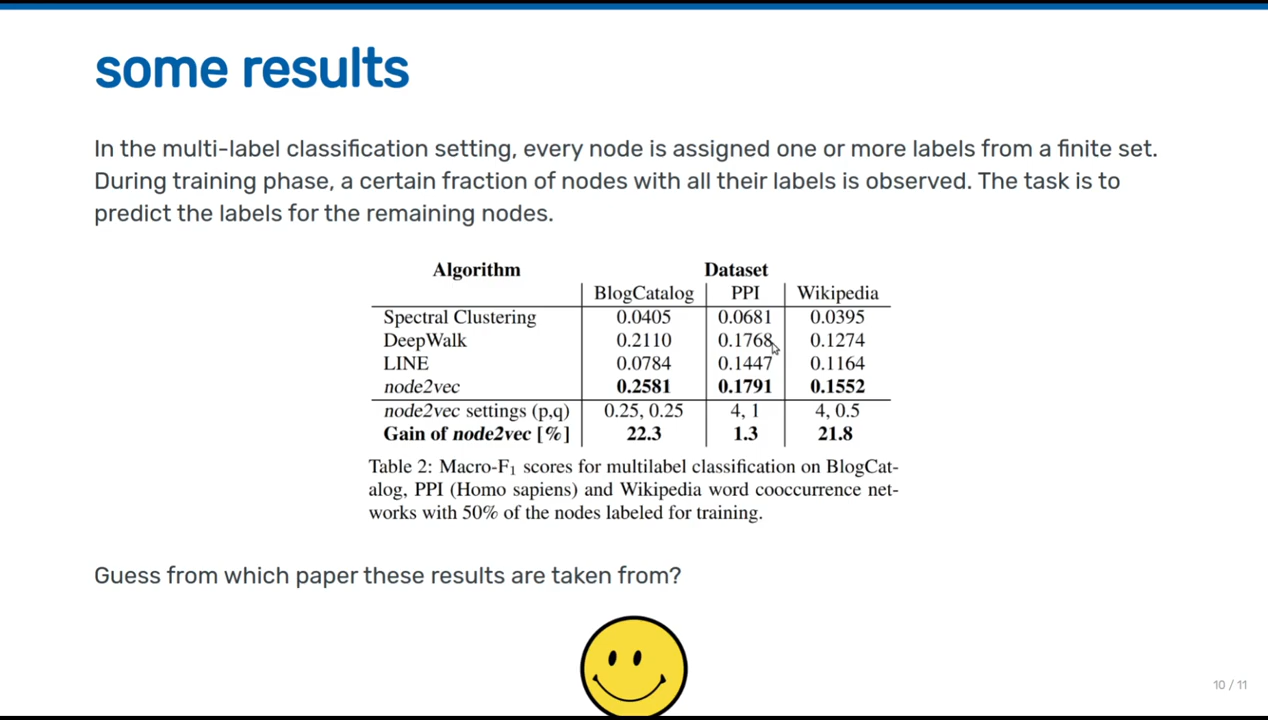 some results
In the multi-label classification setting, every node is assigned one or more labels from a finite set.
During training phase, a certain fraction of nodes with all their labels is observed. The task is to
predict the labels for the remaining nodes.
Algorithm Dataset
BlogCatalog PPI Wikipedia
Spectral Clustering 0.0405 0.0681 0.0395
DeepWalk 0.2110 0.1768 0.1274
LINE 0.0784 0.1447 0.1164
node2vec 0.2581 0.1791 0.1552
node2vec settings (p,q) 0.25, 0.25 4, 1 4, 0.5
Gain of node2vec [%] 22.3 1.3 21.8
Table 2: Macro-F₁ scores for multilabel classification on BlogCat-
alog, PPI (Homo sapiens) and Wikipedia word cooccurrence net-
works with 50% of the nodes labeled for training.
Guess from which paper these results are taken from?
10 / 11